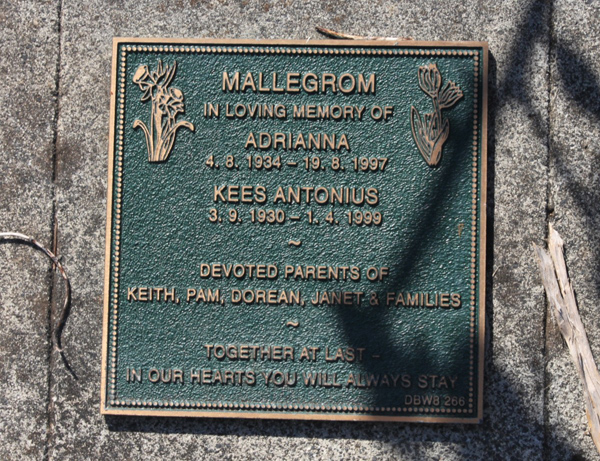 MALLEGROM
IN LOVING MEMORY OF
ADRIANNA
4. 8. 1934 – 19. 8. 1997
KEES ANTONIUS
3. 9. 1930 – 1. 4. 1999
~
DEVOTED PARENTS OF
KEITH, PAM, DOREAN, JANET & FAMILIES
~
TOGETHER AT LAST –
IN OUR HEARTS YOU WILL ALWAYS STAY
DBW8 266